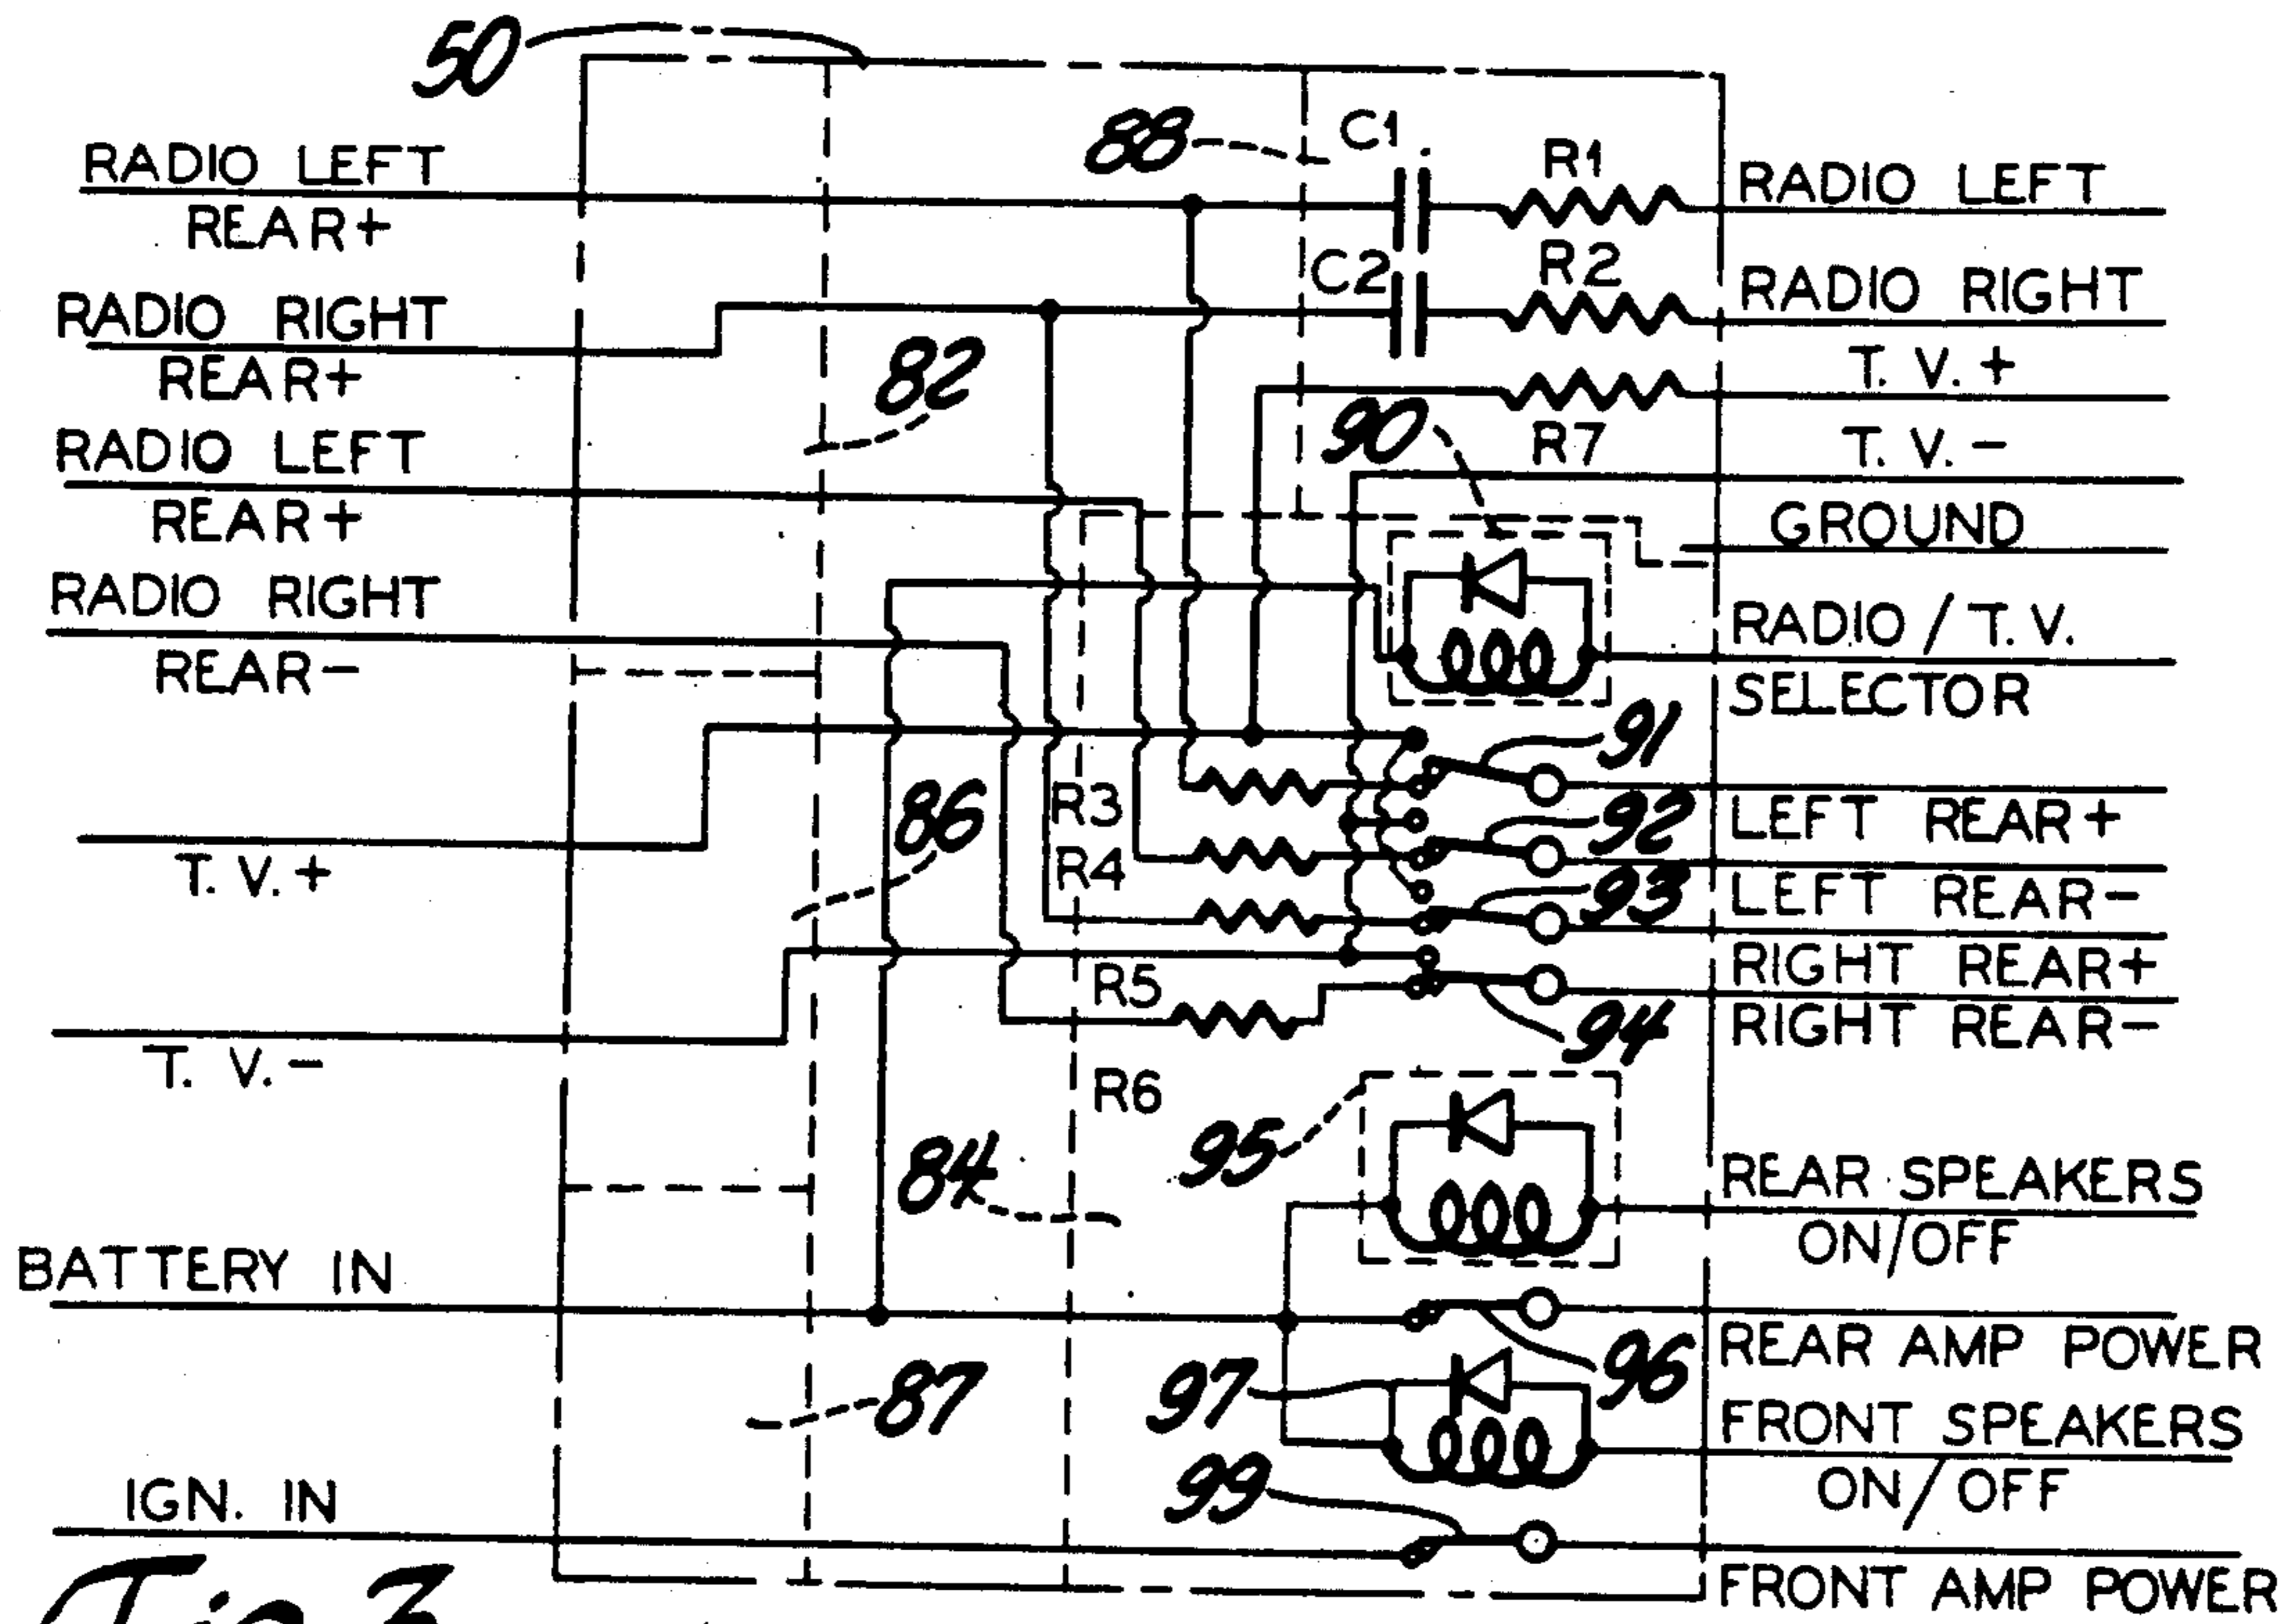 50
88
C1
R1
RADIO LEFT
REAR+
RADIO LEFT
C2
R2
RADIO RIGHT
REAR+
RADIO RIGHT
82
T. V. +
90
R7
RADIO LEFT
REAR+
T. V. -
GROUND
RADIO RIGHT
REAR-
RADIO / T. V.
SELECTOR
91
R3
86
92
LEFT REAR+
T. V. +
R4
93
LEFT REAR-
R5
RIGHT REAR+
94
RIGHT REAR-
T. V. -
R6
84
95
REAR SPEAKERS
ON/OFF
BATTERY IN
96
REAR AMP POWER
87
97
FRONT SPEAKERS
ON/OFF
99
IGN. IN
FRONT AMP POWER
Fig. 3